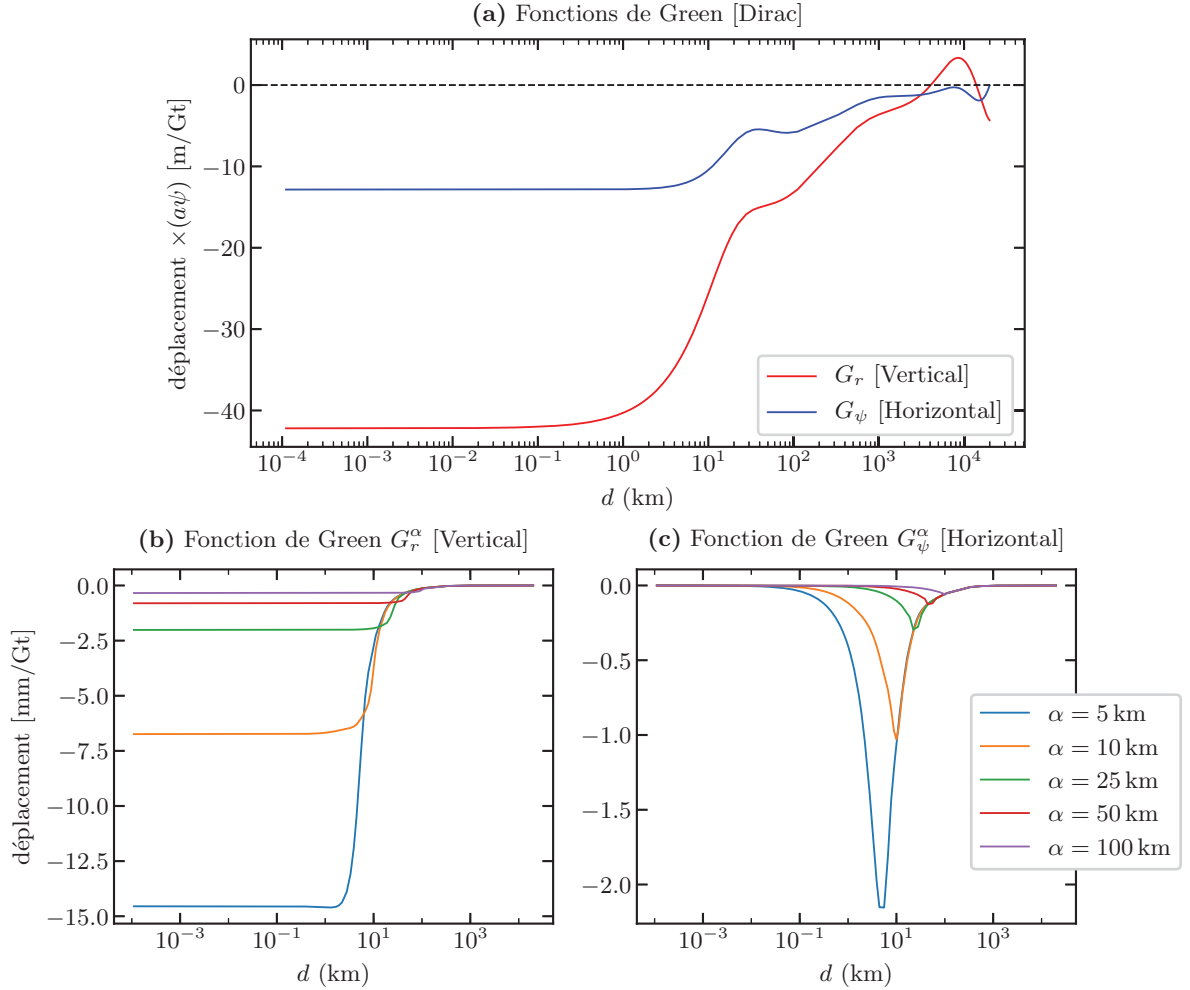 (a) Fonctions de Green [Dirac]
déplacement ×(aψ) [m/Gt]
0
−10
−20
−30
−40
G_r [Vertical]
G_ψ [Horizontal]
10^−4
10^−3
10^−2
10^−1
10^0
10^1
10^2
10^3
10^4
d (km)
(b) Fonction de Green G_r^α [Vertical]
déplacement [mm/Gt]
0.0
−2.5
−5.0
−7.5
−10.0
−12.5
−15.0
10^−3
10^−1
10^1
10^3
d (km)
(c) Fonction de Green G_ψ^α [Horizontal]
0.0
−0.5
−1.0
−1.5
−2.0
α = 5 km
α = 10 km
α = 25 km
α = 50 km
α = 100 km
10^−3
10^−1
10^1
10^3
d (km)